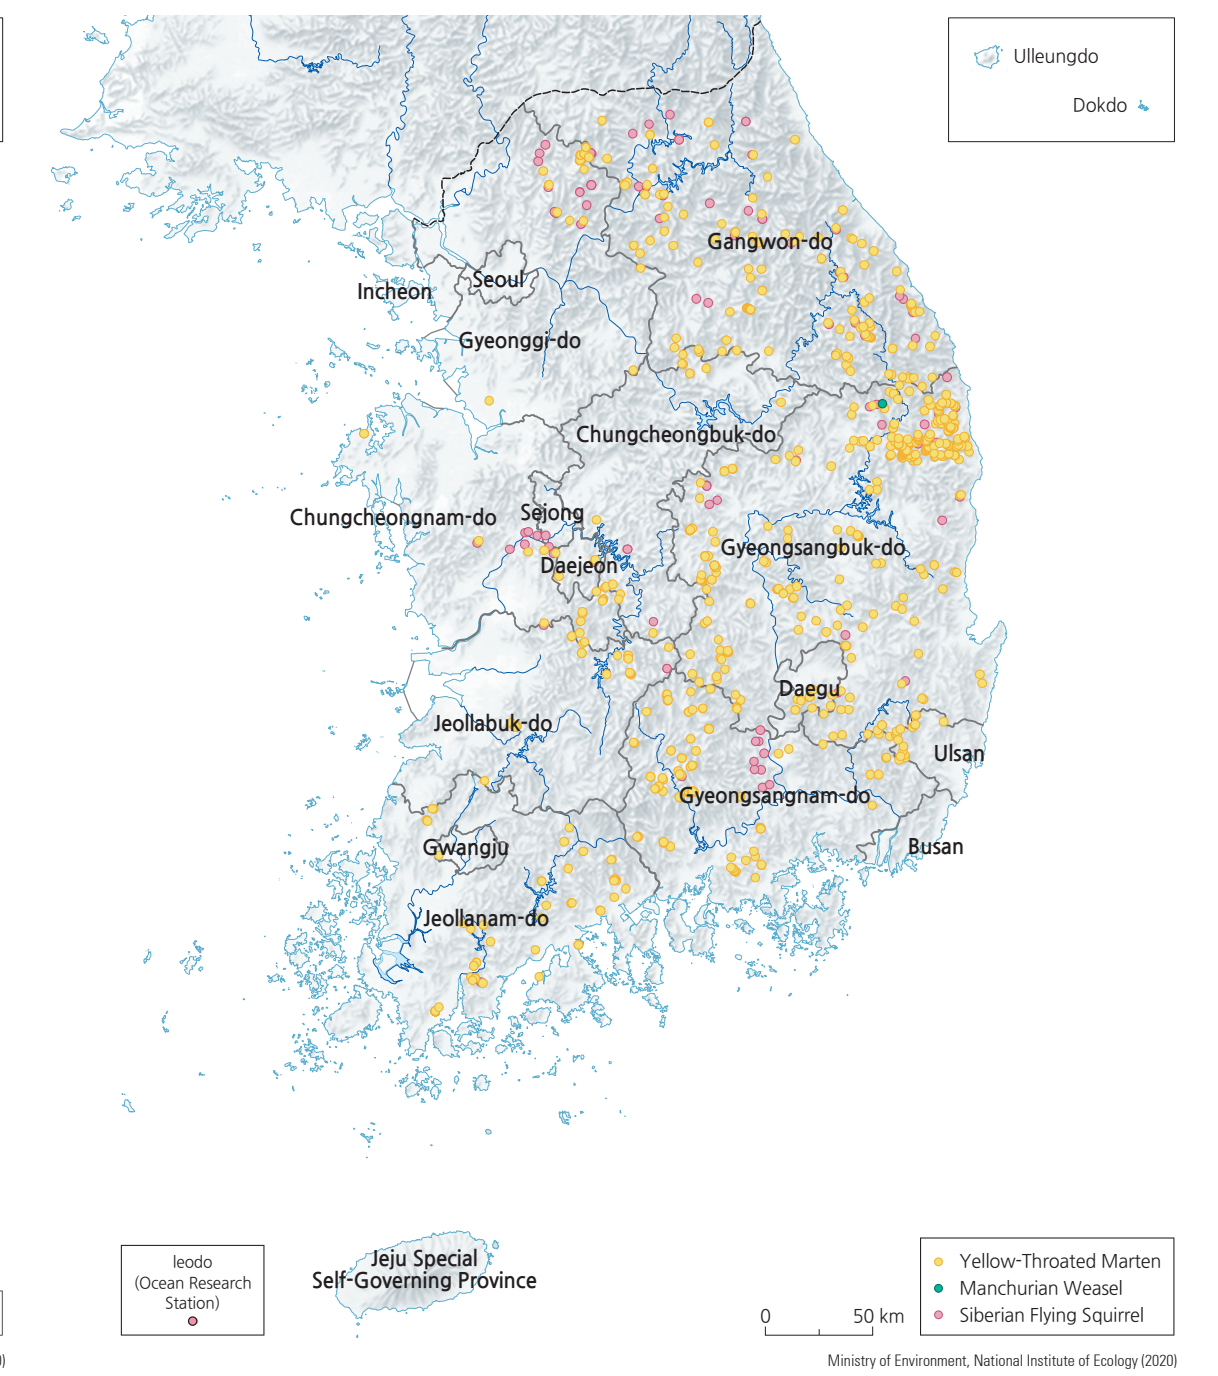 Ulleungdo
Dokdo
Gangwon-do
Seoul
Incheon
Gyeonggi-do
Chungcheongbuk-do
Sejong
Chungcheongnam-do
Gyeongsangbuk-do
Daejeon
Daegu
Jeollabuk-do
Ulsan
Gyeongsangnam-do
Gwangju
Busan
Jeollanam-do
Jeju Special
Self-Governing Province
Ieodo
(Ocean Research
Station)
0 50 km
Yellow-Throated Marten
Manchurian Weasel
Siberian Flying Squirrel
Ministry of Environment, National Institute of Ecology (2020)